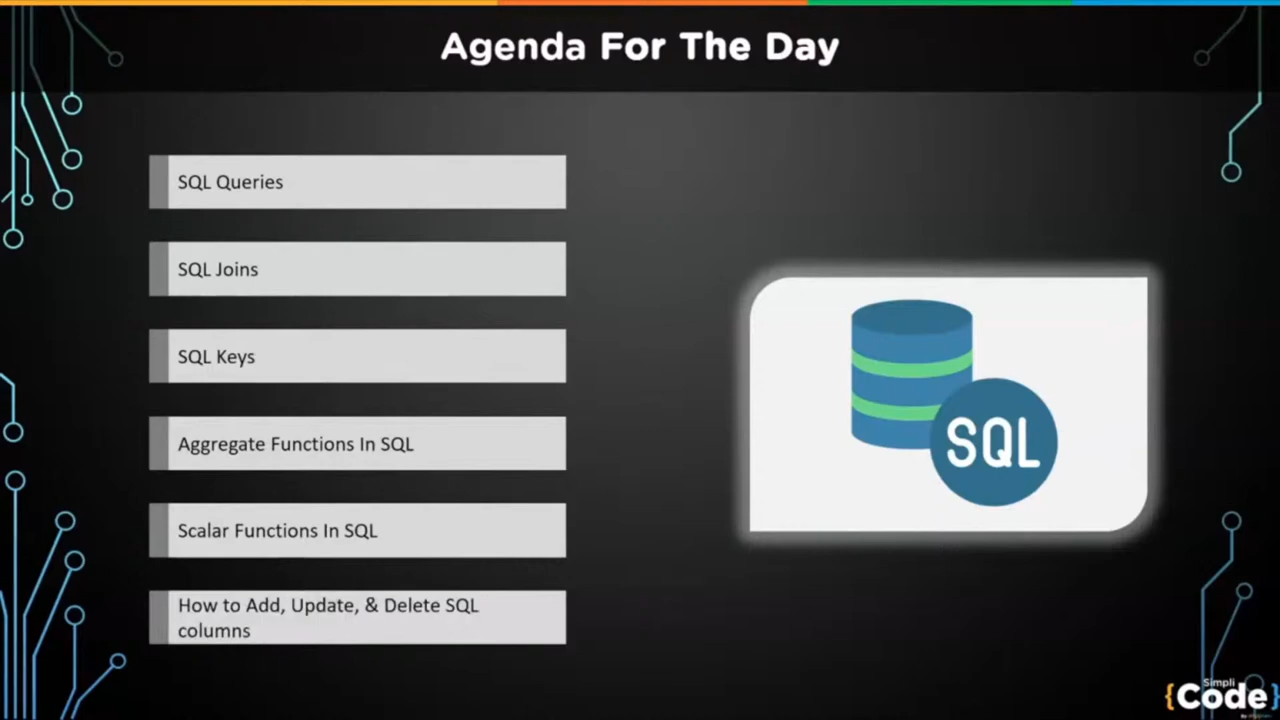 Agenda For The Day
SQL Queries
SQL Joins
SQL Keys
Aggregate Functions In SQL
Scalar Functions In SQL
How to Add, Update, & Delete SQL
columns
SQL
Simpli
{Code}